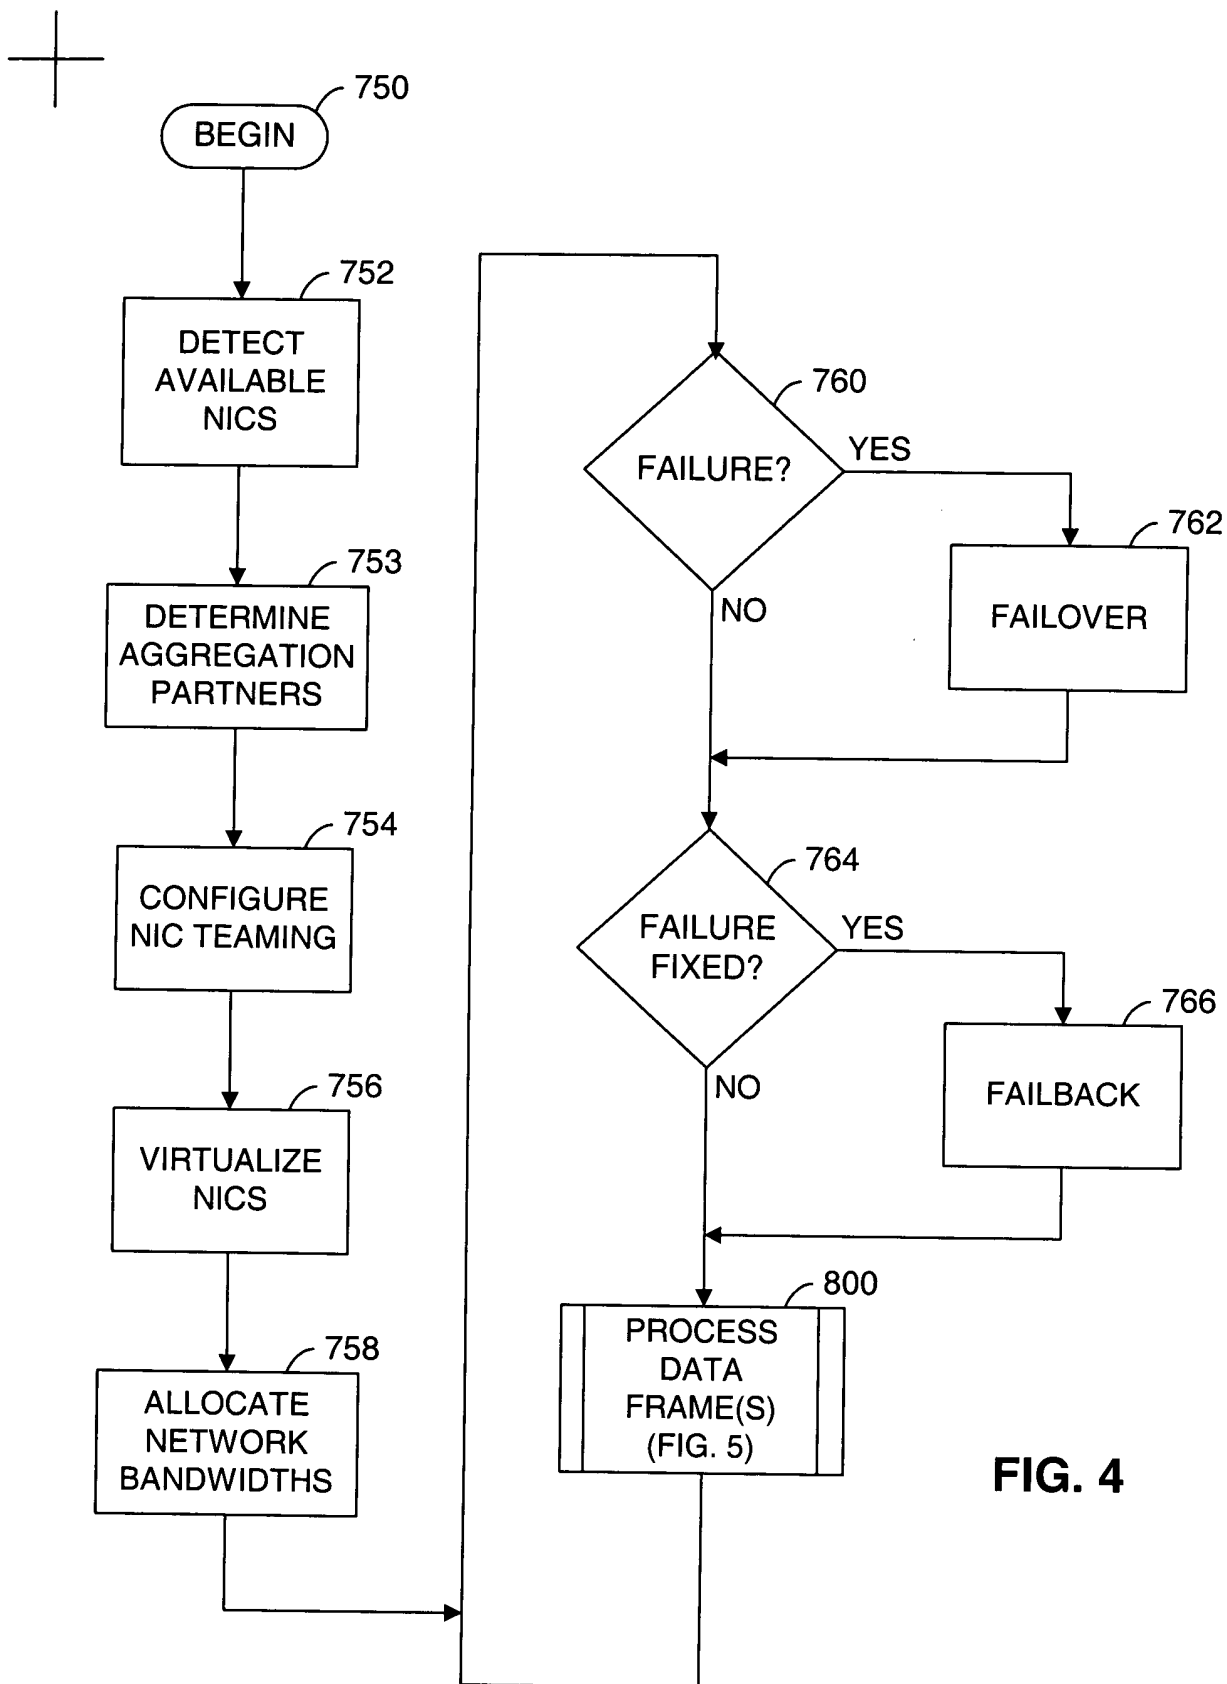 750
BEGIN
752
DETECT
AVAILABLE
NICS
753
DETERMINE
AGGREGATION
PARTNERS
754
CONFIGURE
NIC TEAMING
756
VIRTUALIZE
NICS
758
ALLOCATE
NETWORK
BANDWIDTHS
760
FAILURE?
YES
NO
762
FAILOVER
764
FAILURE
FIXED?
YES
NO
766
FAILBACK
800
PROCESS
DATA
FRAME(S)
(FIG. 5)
FIG. 4